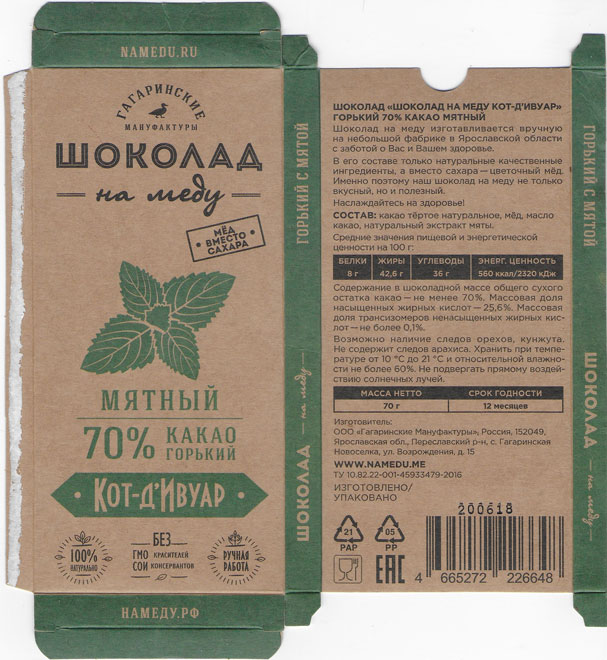 NAMEDU.RU
ГАГАРИНСКИЕ
МАНУФАКТУРЫ
ШОКОЛАД
на меду
МЁД
ВМЕСТО
САХАРА
МЯТНЫЙ
70% КАКАО
ГОРЬКИЙ
КОТ-Д'ИВУАР
100%
НАТУРАЛЬНО
БЕЗ
ГМО КРАСИТЕЛЕЙ
СОИ КОНСЕРВАНТОВ
РУЧНАЯ
РАБОТА
НАМЕДУ.РФ
ГОРЬКИЙ С МЯТОЙ
ШОКОЛАД — на меду —
ШОКОЛАД «ШОКОЛАД НА МЕДУ КОТ-Д'ИВУАР»
ГОРЬКИЙ 70% КАКАО МЯТНЫЙ
Шоколад на меду изготавливается вручную
на небольшой фабрике в Ярославской области
с заботой о Вас и Вашем здоровье.
В его составе только натуральные качественные
ингредиенты, а вместо сахара — цветочный мёд.
Именно поэтому наш шоколад на меду не только
вкусный, но и полезный.
Наслаждайтесь на здоровье!
СОСТАВ: какао тёртое натуральное, мёд, масло
какао, натуральный экстракт мяты.
Средние значения пищевой и энергетической
ценности на 100 г:
БЕЛКИ ЖИРЫ УГЛЕВОДЫ ЭНЕРГ. ЦЕННОСТЬ
8 г 42,6 г 36 г 560 ккал/2320 кДж
Содержание в шоколадной массе общего сухого
остатка какао — не менее 70%. Массовая доля
насыщенных жирных кислот — 25,6%. Массовая
доля трансизомеров ненасыщенных жирных кис-
лот — не более 0,1%.
Возможно наличие следов орехов, кунжута.
Не содержит следов арахиса. Хранить при темпе-
ратуре от 10 °С до 21 °С и относительной влажно-
сти не более 60%. Не подвергать прямому воздей-
ствию солнечных лучей.
МАССА НЕТТО СРОК ГОДНОСТИ
70 г 12 месяцев
Изготовитель:
ООО «Гагаринские Мануфактуры», Россия, 152049,
Ярославская обл., Переславский р-н, с. Гагаринская
Новоселка, ул. Возрождения, д. 15
WWW.NAMEDU.ME
ТУ 10.82.22-001-45933479-2016
ИЗГОТОВЛЕНО/
УПАКОВАНО
200618
21
PAP
05
PP
EAC
4 665272 226648
ГОРЬКИЙ С МЯТОЙ
ШОКОЛАД — на меду —